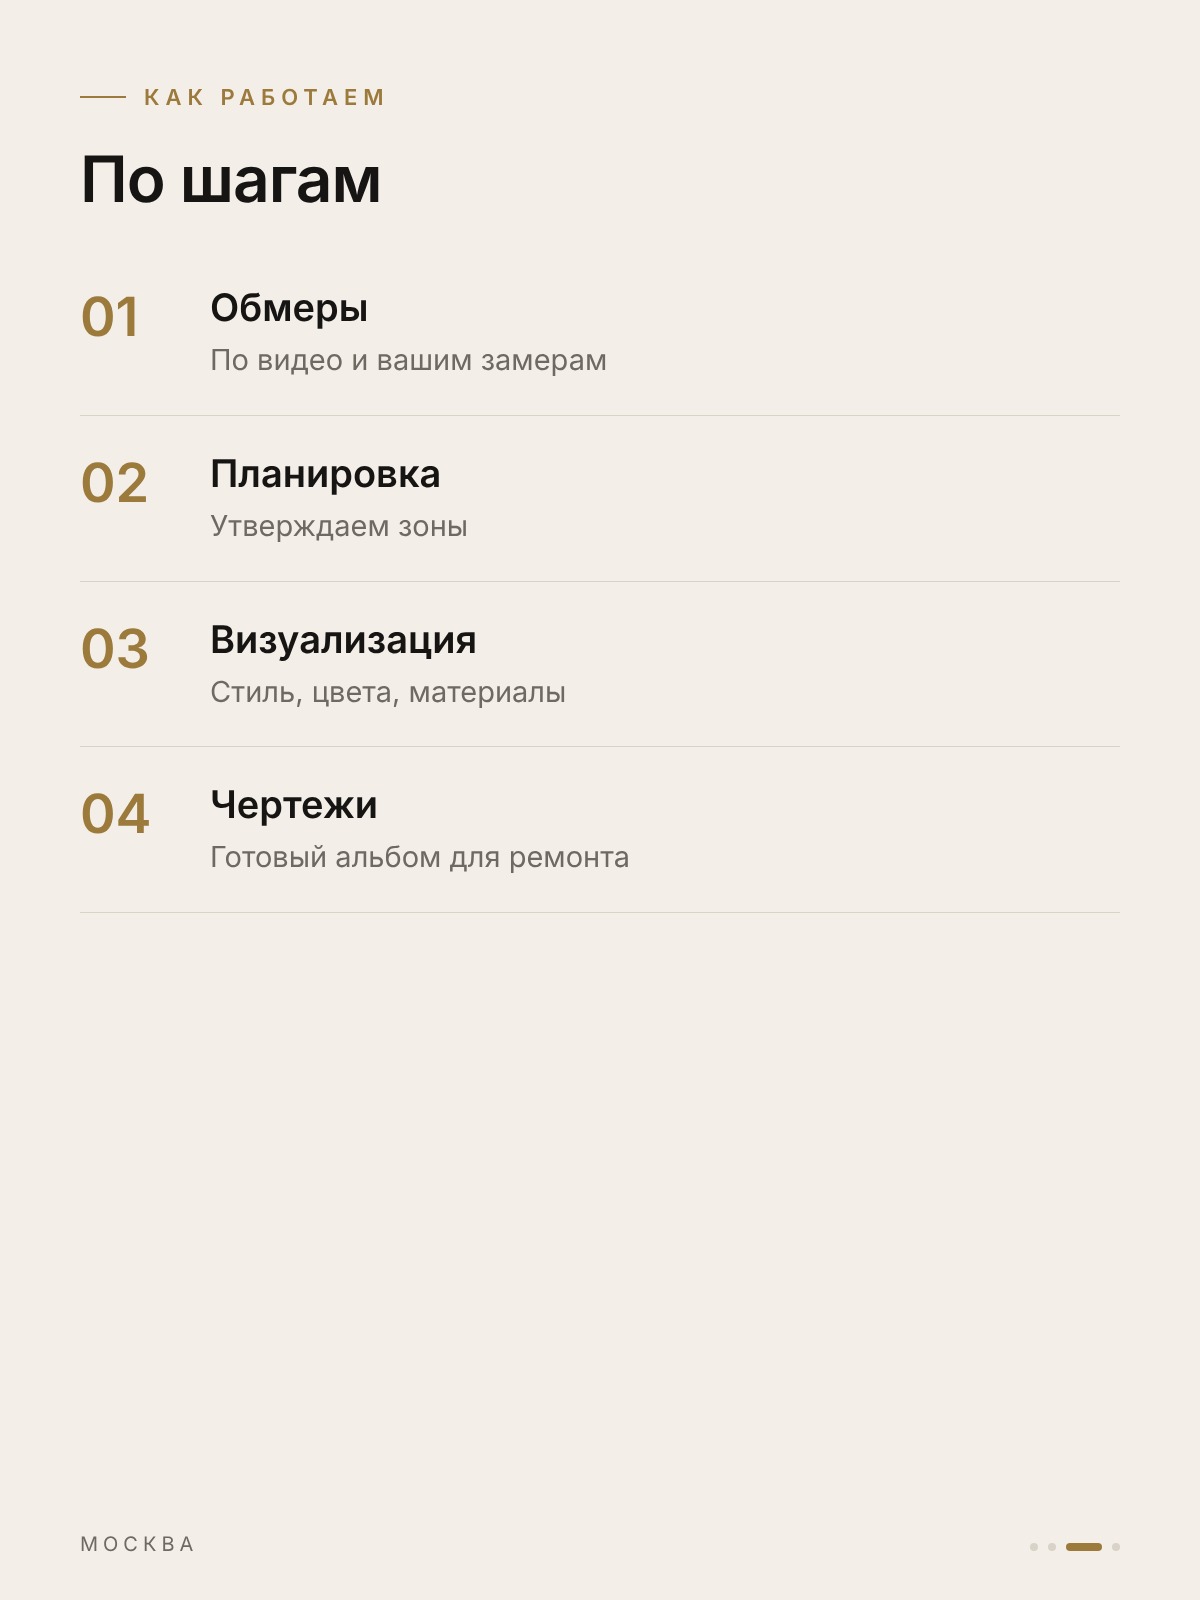 КАК РАБОТАЕМ
По шагам
01
Обмеры
По видео и вашим замерам
02
Планировка
Утверждаем зоны
03
Визуализация
Стиль, цвета, материалы
04
Чертежи
Готовый альбом для ремонта
МОСКВА